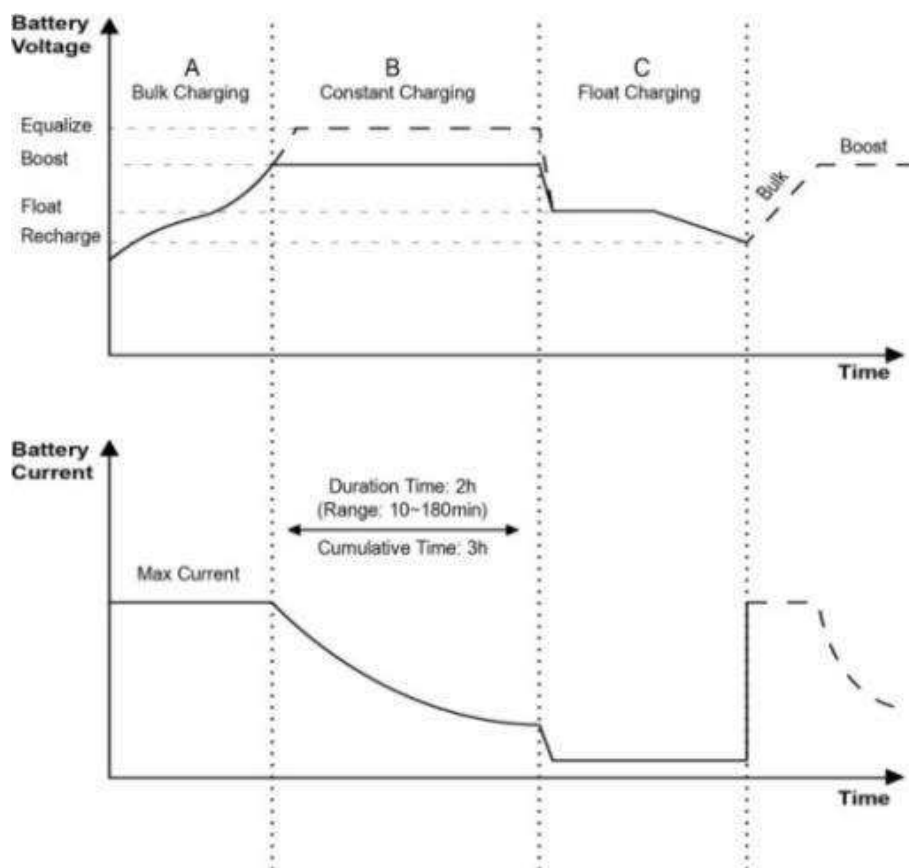 Battery
Voltage
A
Bulk Charging
B
Constant Charging
C
Float Charging
Equalize
Boost
Float
Recharge
Bulk
Boost
Time
Battery
Current
Duration Time: 2h
(Range: 10~180min)
Cumulative Time: 3h
Max Current
Time